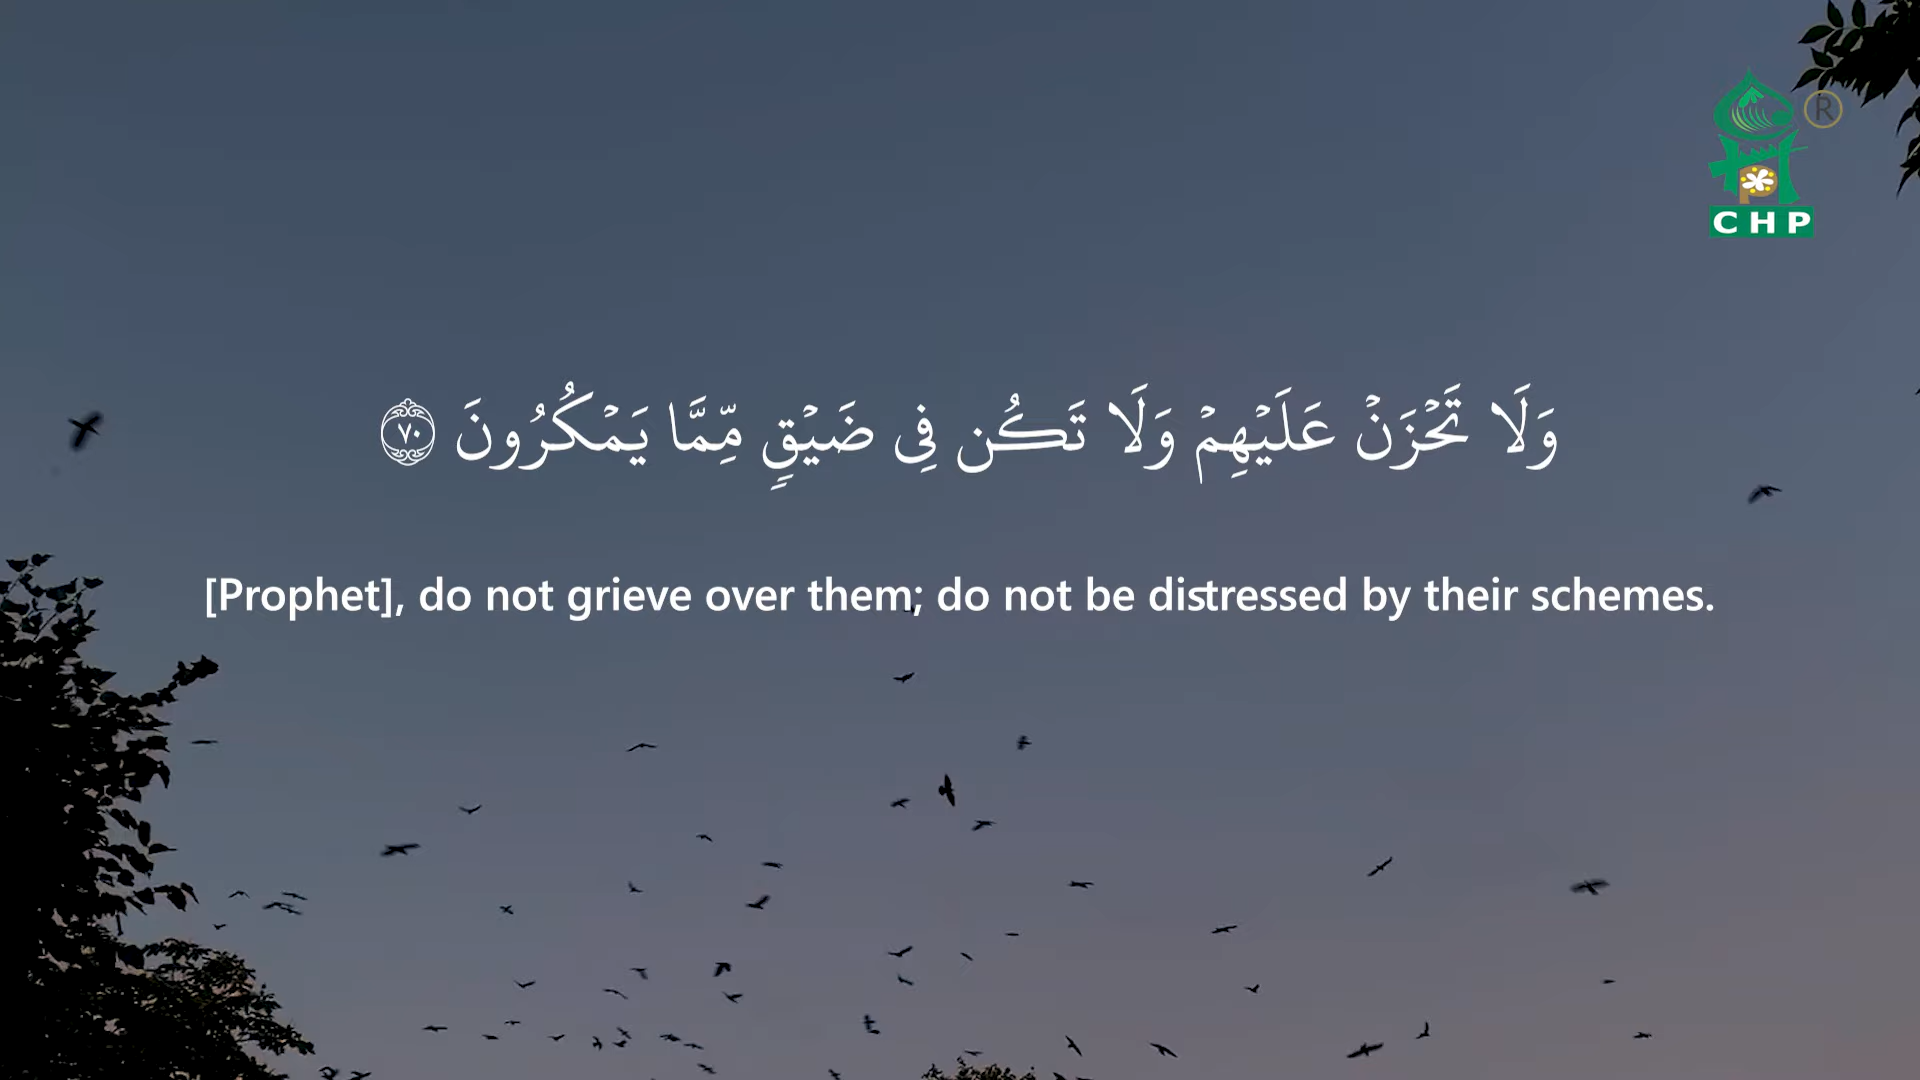 CHP
®
وَلَا تَحْزَنْ عَلَيْهِمْ وَلَا تَكُن فِى ضَيْقٍ مِّمَّا يَمْكُرُونَ ٧٠
[Prophet], do not grieve over them; do not be distressed by their schemes.